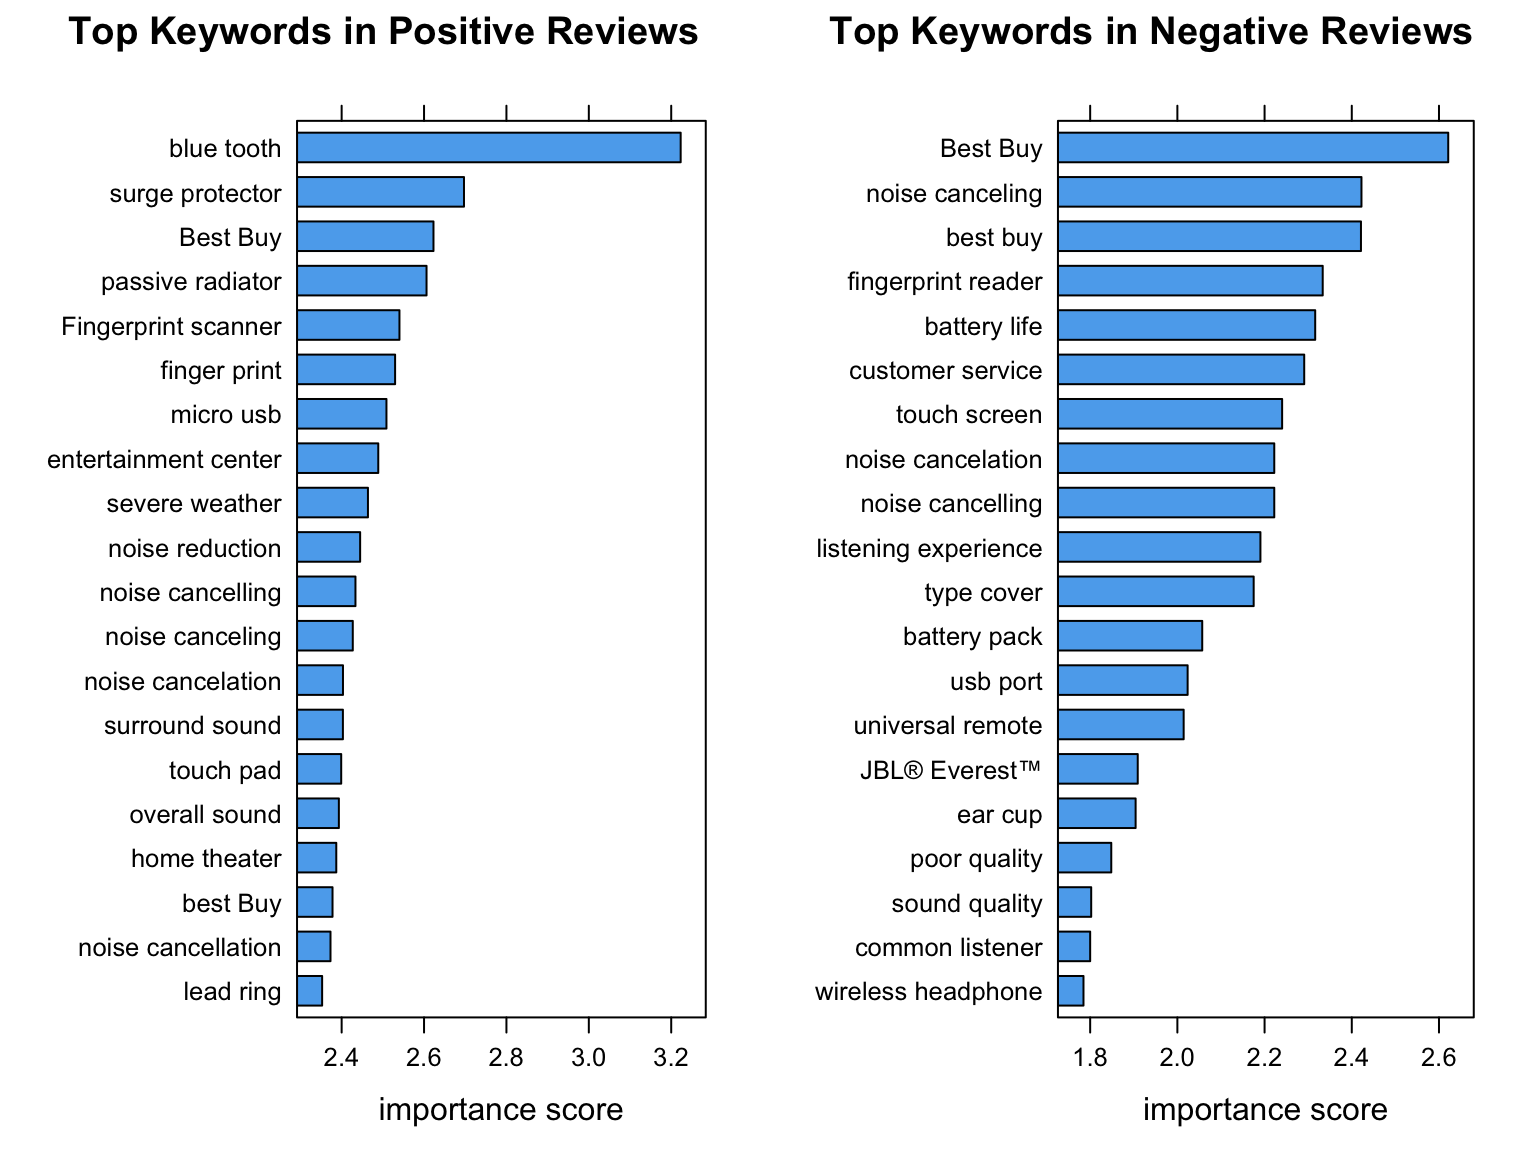 Top Keywords in Positive Reviews
blue tooth
surge protector
Best Buy
passive radiator
Fingerprint scanner
finger print
micro usb
entertainment center
severe weather
noise reduction
noise cancelling
noise canceling
noise cancelation
surround sound
touch pad
overall sound
home theater
best Buy
noise cancellation
lead ring
2.4 2.6 2.8 3.0 3.2
importance score
Top Keywords in Negative Reviews
Best Buy
noise canceling
best buy
fingerprint reader
battery life
customer service
touch screen
noise cancelation
noise cancelling
listening experience
type cover
battery pack
usb port
universal remote
JBL® Everest™
ear cup
poor quality
sound quality
common listener
wireless headphone
1.8 2.0 2.2 2.4 2.6
importance score